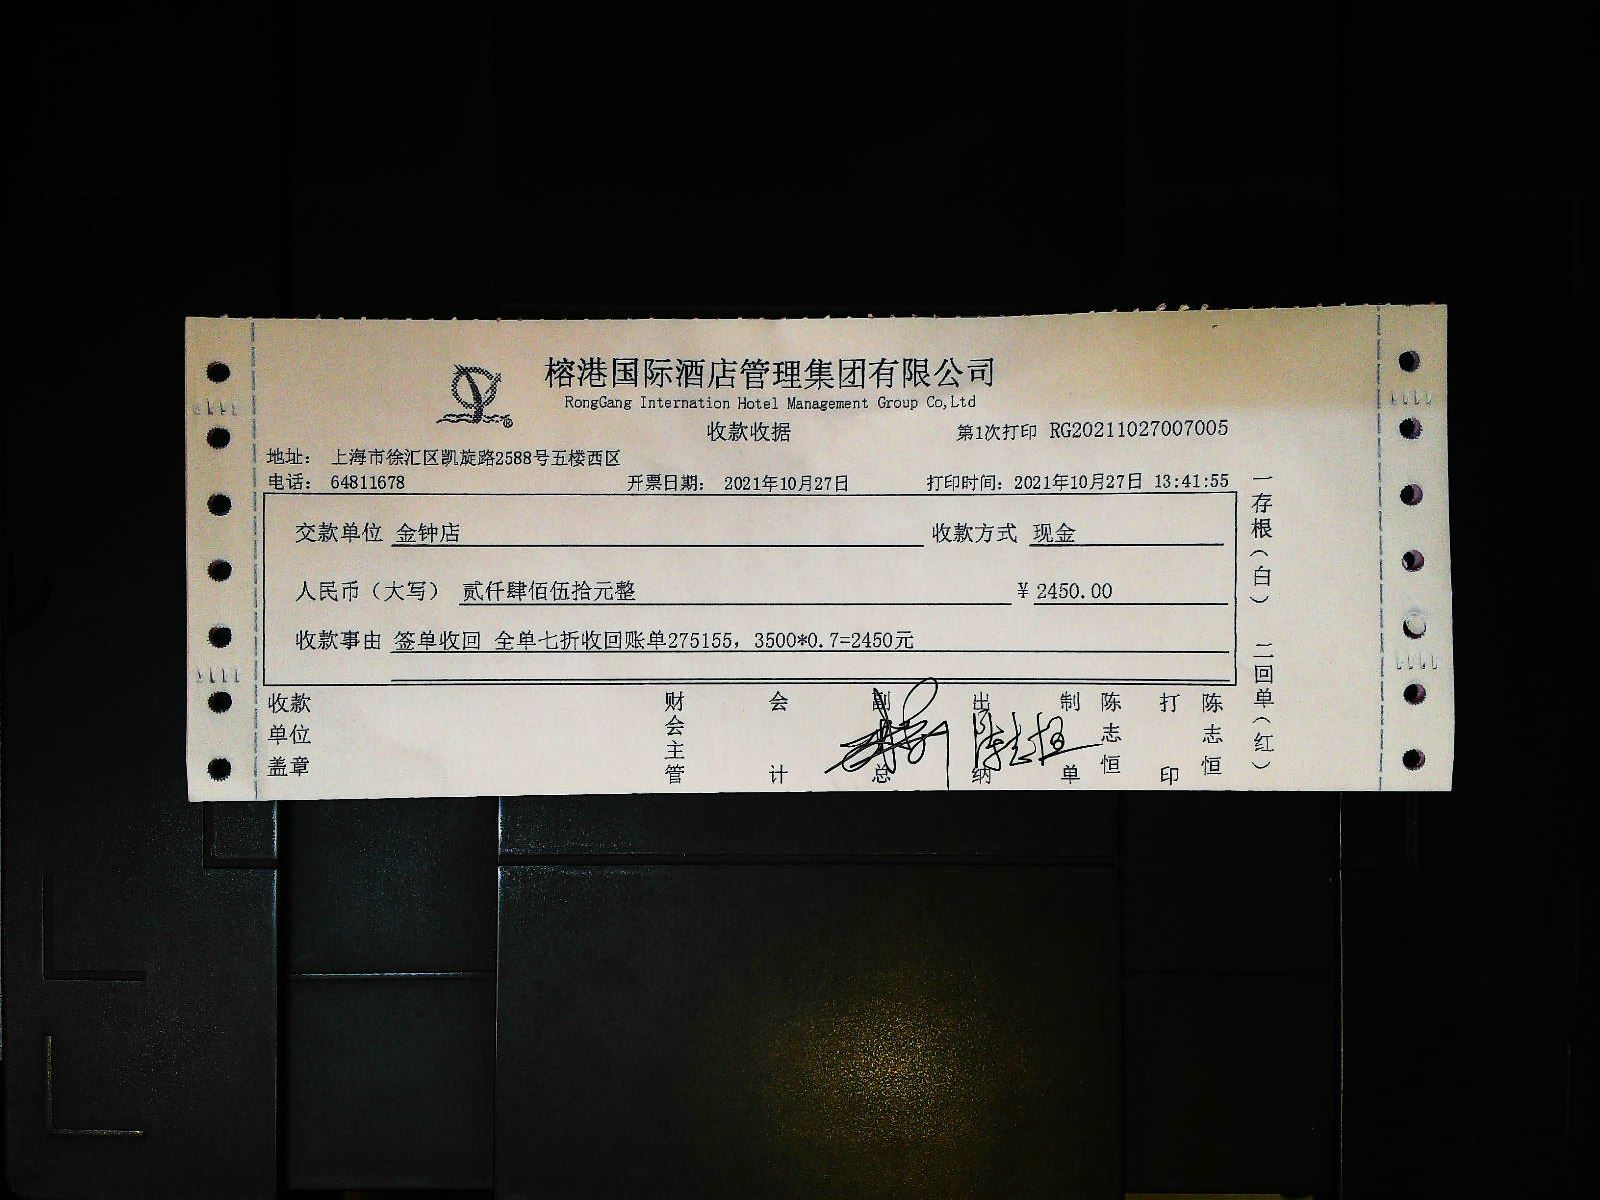 榕港国际酒店管理集团有限公司
RongGang Internation Hotel Management Group Co,Ltd
收款收据
第1次打印 RG20211027007005
地址： 上海市徐汇区凯旋路2588号五楼西区
电话： 64811678 开票日期： 2021年10月27日 打印时间：2021年10月27日 13:41:55
交款单位 金钟店 收款方式 现金
人民币（大写） 贰仟肆佰伍拾元整 ￥2450.00
收款事由 签单收回 全单七折收回账单275155，3500*0.7=2450元
收款单位盖章 财会主管 会计 副总 出纳 陈志恒 制单 陈志恒 打印 陈志恒
一存根（白） 二回单（红）